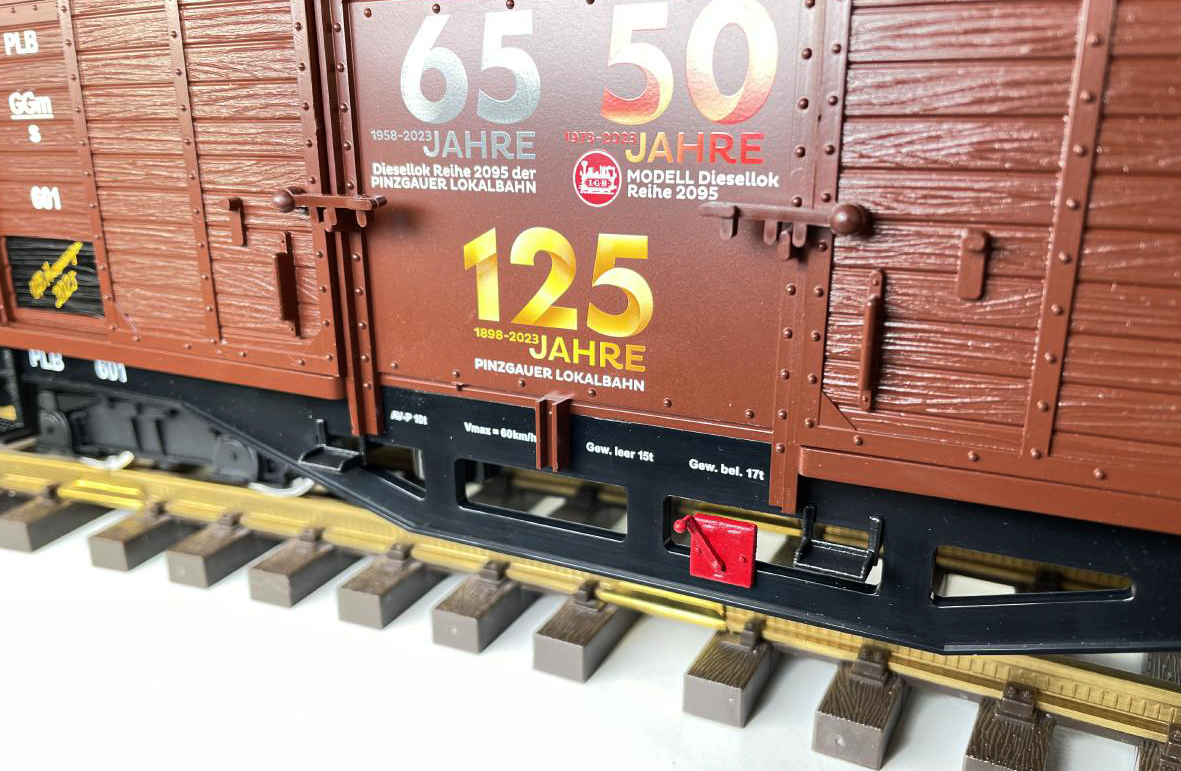 PLB
GGm
s
601
2023
PLB 601
65
1958-2023 JAHRE
Diesellok Reihe 2095 der
PINZGAUER LOKALBAHN
50
1973-2023 JAHRE
LGB
MODELL Diesellok
Reihe 2095
125
1898-2023 JAHRE
PINZGAUER LOKALBAHN
Vmax = 60km/h
Gew. leer 15t
Gew. bel. 17t